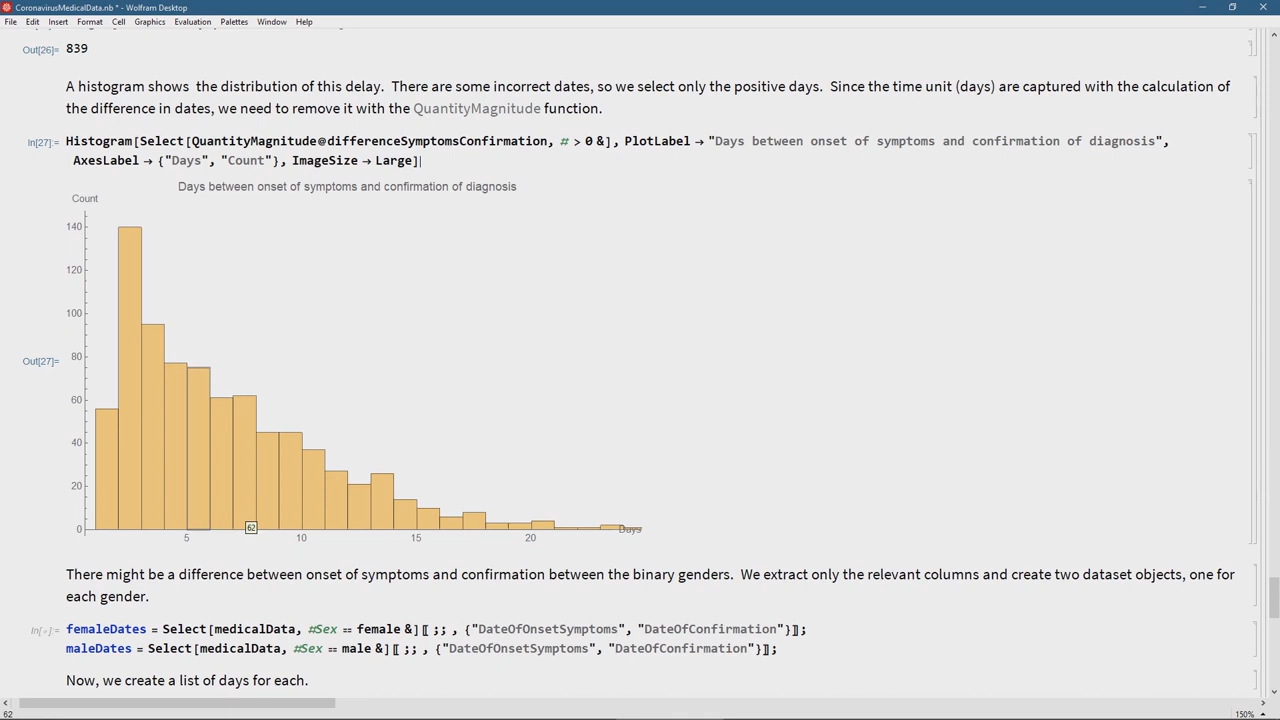 CoronavirusMedicalData.nb * - Wolfram Desktop
File Edit Insert Format Cell Graphics Evaluation Palettes Window Help
Out[26]= 839
A histogram shows the distribution of this delay. There are some incorrect dates, so we select only the positive days. Since the time unit (days) are captured with the calculation of
the difference in dates, we need to remove it with the QuantityMagnitude function.
In[27]:= Histogram[Select[QuantityMagnitude@differenceSymptomsConfirmation, # > 0 &], PlotLabel → "Days between onset of symptoms and confirmation of diagnosis",
AxesLabel → {"Days", "Count"}, ImageSize → Large]
Days between onset of symptoms and confirmation of diagnosis
Count
140
120
100
Out[27]=
80
60
40
20
0
62
Days
5 10 15 20
There might be a difference between onset of symptoms and confirmation between the binary genders. We extract only the relevant columns and create two dataset objects, one for
each gender.
In[•]:= femaleDates = Select[medicalData, #Sex == female &]〚 ;; , {"DateOfOnsetSymptoms", "DateOfConfirmation"}〛;
maleDates = Select[medicalData, #Sex == male &]〚 ;; , {"DateOfOnsetSymptoms", "DateOfConfirmation"}〛;
Now, we create a list of days for each.
62
150%